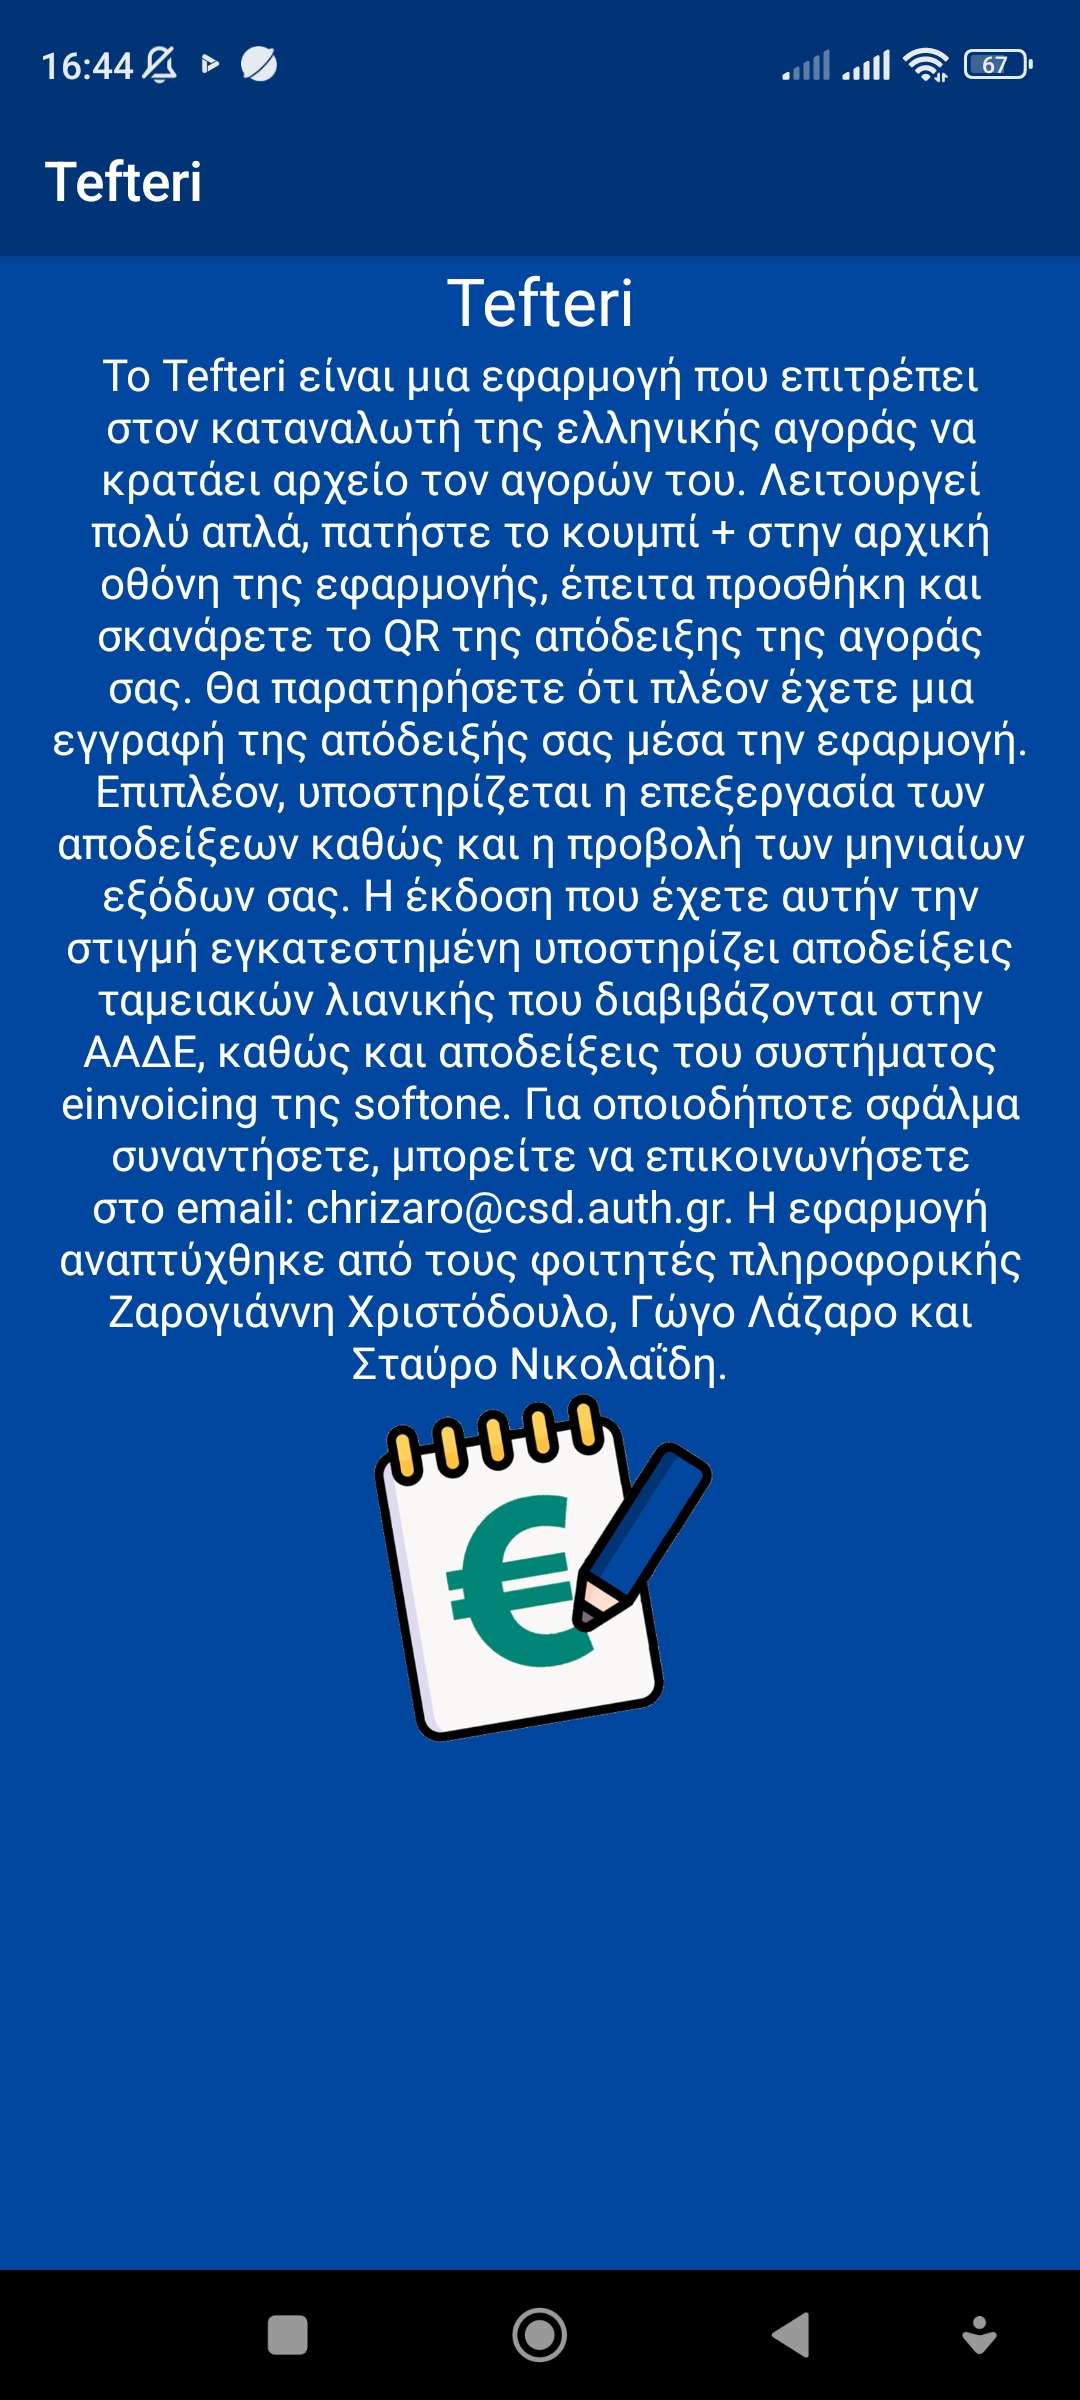 16:44
67
Tefteri
Tefteri
Το Tefteri είναι μια εφαρμογή που επιτρέπει
στον καταναλωτή της ελληνικής αγοράς να
κρατάει αρχείο τον αγορών του. Λειτουργεί
πολύ απλά, πατήστε το κουμπί + στην αρχική
οθόνη της εφαρμογής, έπειτα προσθήκη και
σκανάρετε το QR της απόδειξης της αγοράς
σας. Θα παρατηρήσετε ότι πλέον έχετε μια
εγγραφή της απόδειξής σας μέσα την εφαρμογή.
Επιπλέον, υποστηρίζεται η επεξεργασία των
αποδείξεων καθώς και η προβολή των μηνιαίων
εξόδων σας. Η έκδοση που έχετε αυτήν την
στιγμή εγκατεστημένη υποστηρίζει αποδείξεις
ταμειακών λιανικής που διαβιβάζονται στην
ΑΑΔΕ, καθώς και αποδείξεις του συστήματος
einvoicing της softone. Για οποιοδήποτε σφάλμα
συναντήσετε, μπορείτε να επικοινωνήσετε
στο email: chrizaro@csd.auth.gr. Η εφαρμογή
αναπτύχθηκε από τους φοιτητές πληροφορικής
Ζαρογιάννη Χριστόδουλο, Γώγο Λάζαρο και
Σταύρο Νικολαΐδη.
€